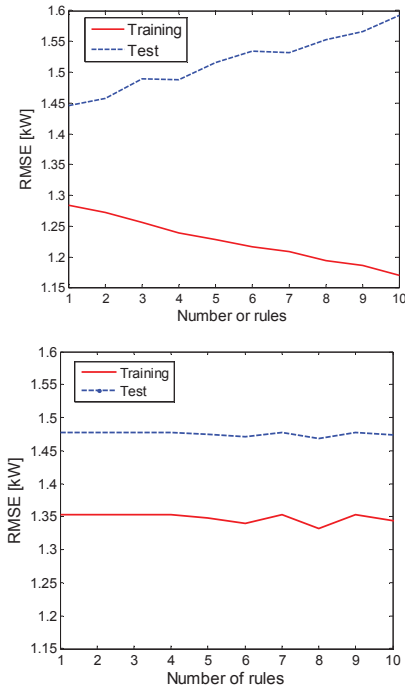 1.6
1.55
1.5
1.45
1.4
1.35
1.3
1.25
1.2
1.15
RMSE [kW]
Training
Test
1 2 3 4 5 6 7 8 9 10
Number or rules
1.6
1.55
1.5
1.45
1.4
1.35
1.3
1.25
1.2
1.15
RMSE [kW]
Training
Test
1 2 3 4 5 6 7 8 9 10
Number of rules